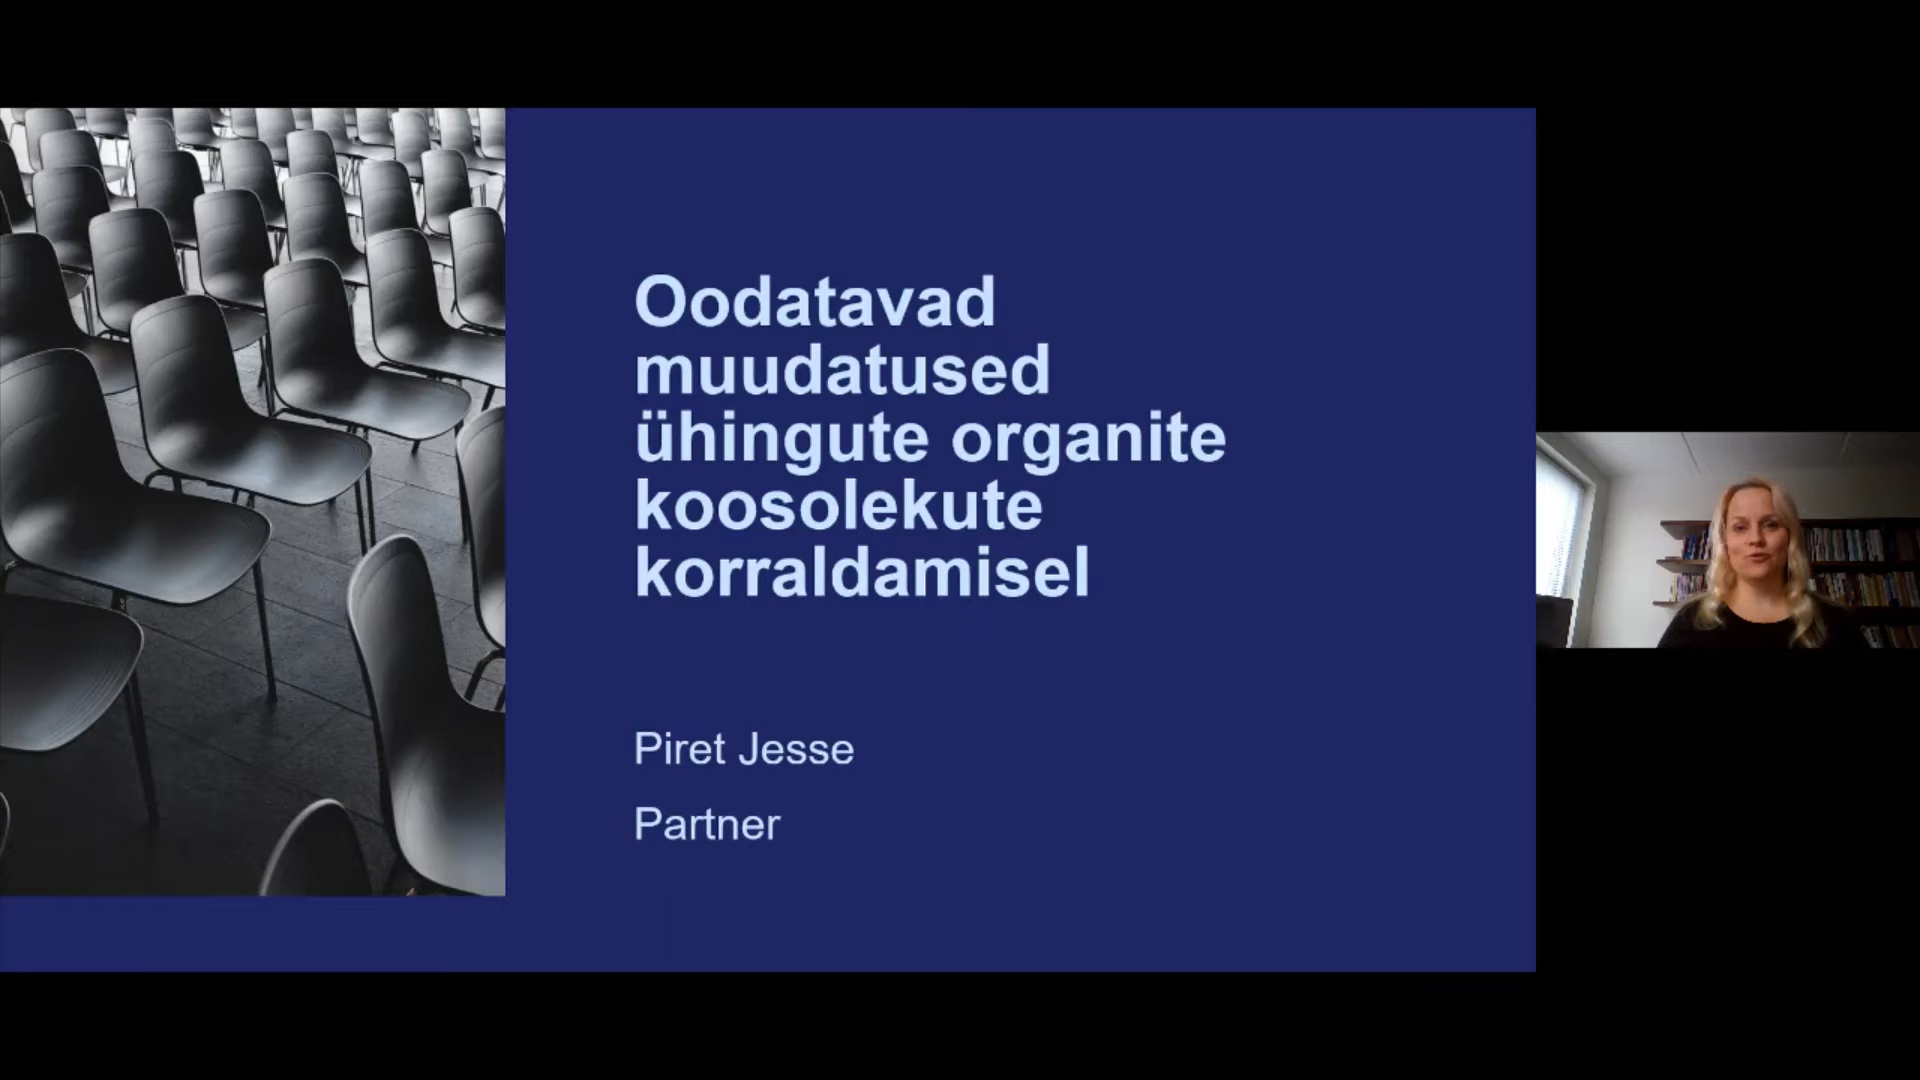 Oodatavad
muudatused
ühingute organite
koosolekute
korraldamisel
Piret Jesse
Partner